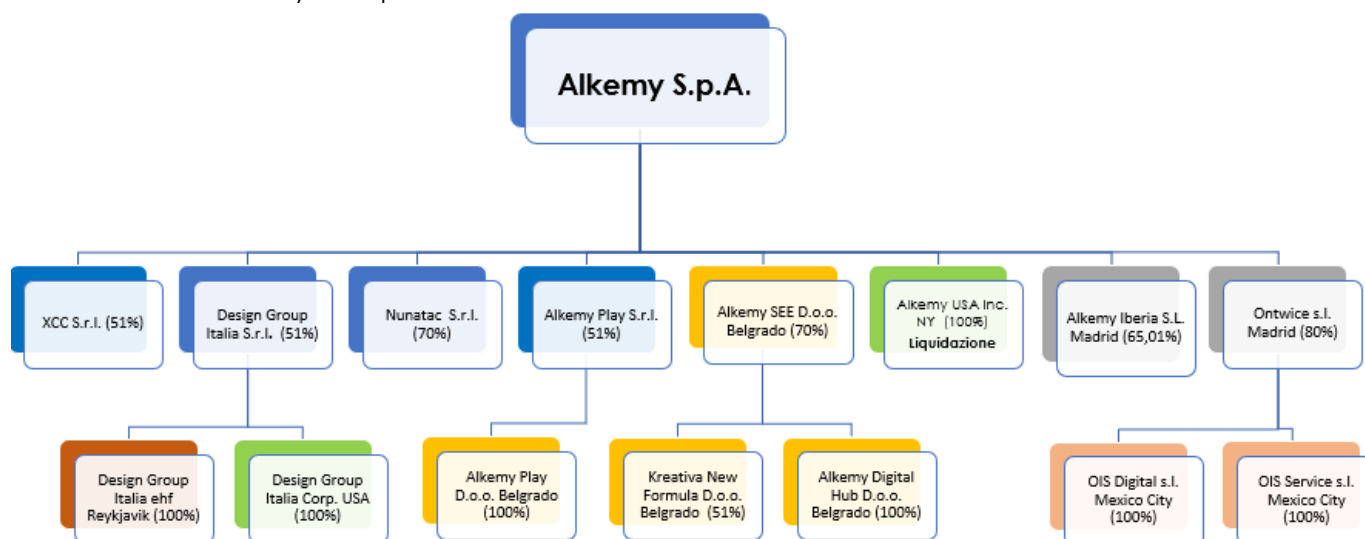 Alkemy S.p.A.
XCC S.r.l. (51%)
Design Group
Italia S.r.l. (51%)
Nunatac S.r.l.
(70%)
Alkemy Play S.r.l.
(51%)
Alkemy SEE D.o.o.
Belgrado (70%)
Alkemy USA Inc.
NY (100%)
Liquidazione
Alkemy Iberia S.L.
Madrid (65,01%)
Ontwice s.l.
Madrid (80%)
Design Group
Italia ehf
Reykjavik (100%)
Design Group
Italia Corp. USA
(100%)
Alkemy Play
D.o.o. Belgrado
(100%)
Kreativa New
Formula D.o.o.
Belgrado (51%)
Alkemy Digital
Hub D.o.o.
Belgrado (100%)
OIS Digital s.l.
Mexico City
(100%)
OIS Service s.l.
Mexico City
(100%)